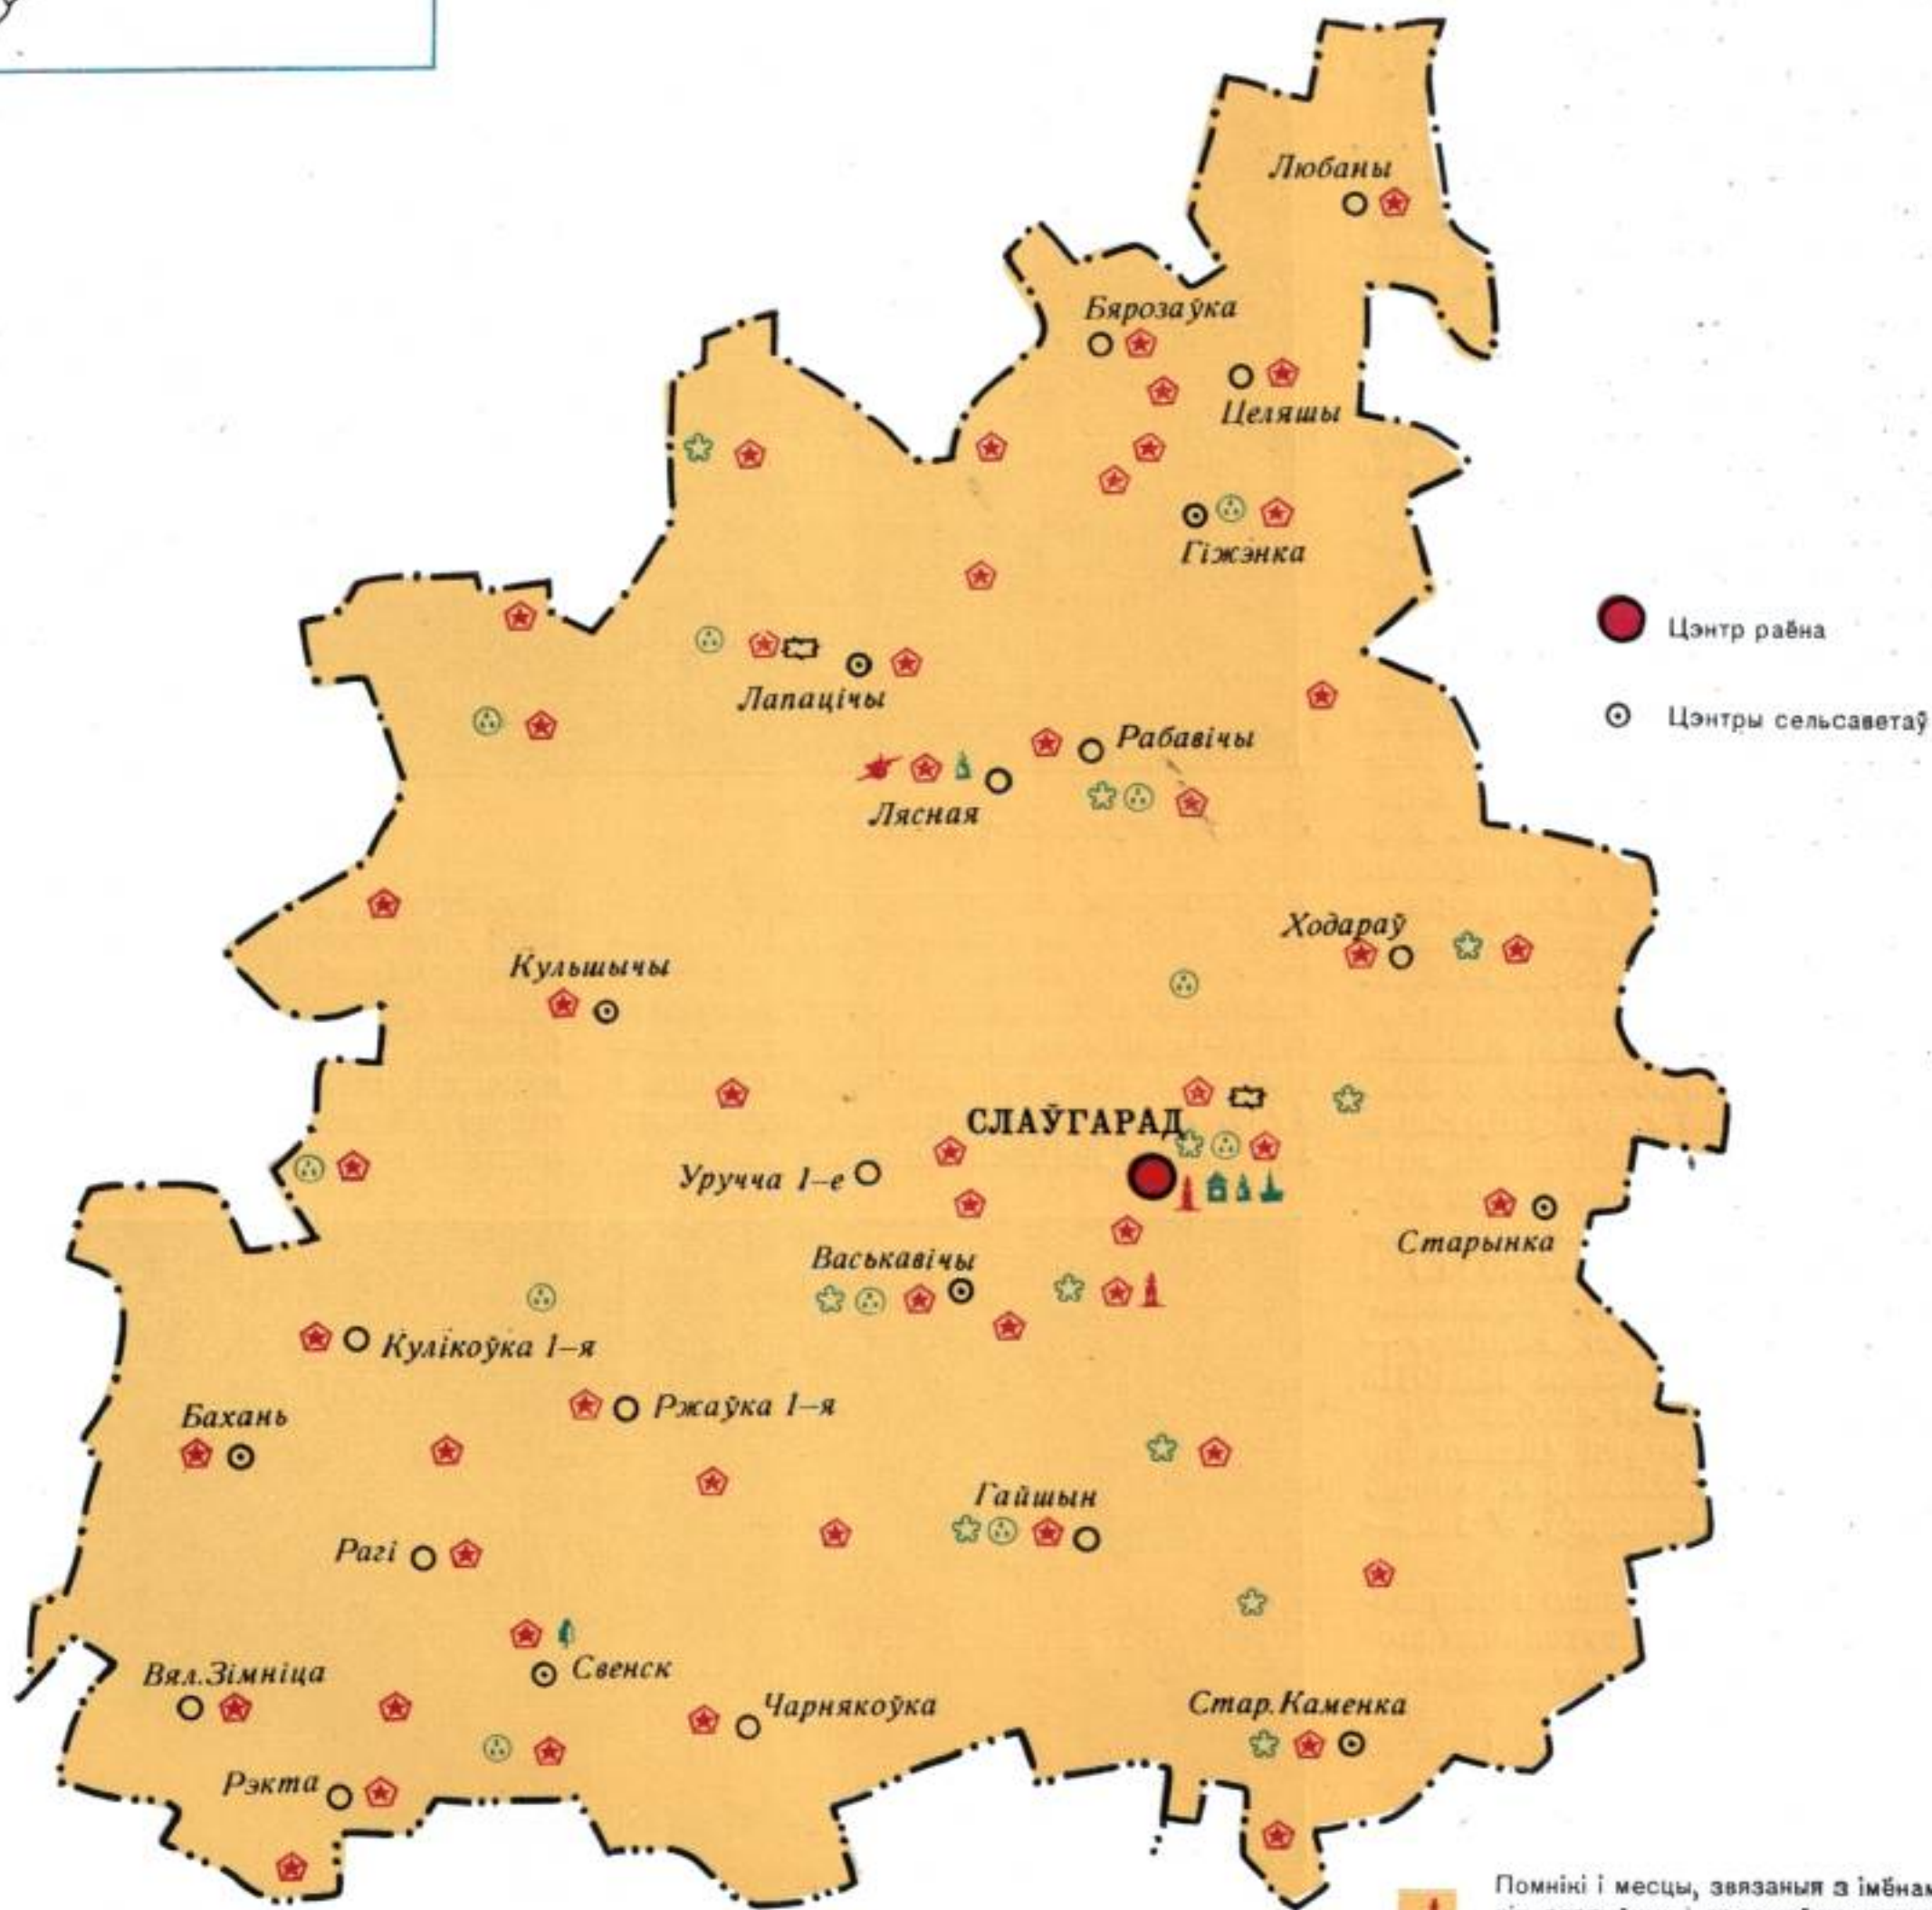 Любаны
Бярозаўка
Целяшы
Гіжэнка
Цэнтр раёна
Лапацічы
Цэнтры сельсаветаў
Рабавічы
Лясная
Ходараў
Кульшычы
СЛАЎГАРАД
Уручча 1–е
Старынка
Васькавічы
Кулікоўка 1–я
Ржаўка 1–я
Бахань
Гайшын
Рагі
Свенск
Вял.Зімніца
Чарнякоўка
Стар.Каменка
Рэкта
Помнікі і месцы, звязаныя з